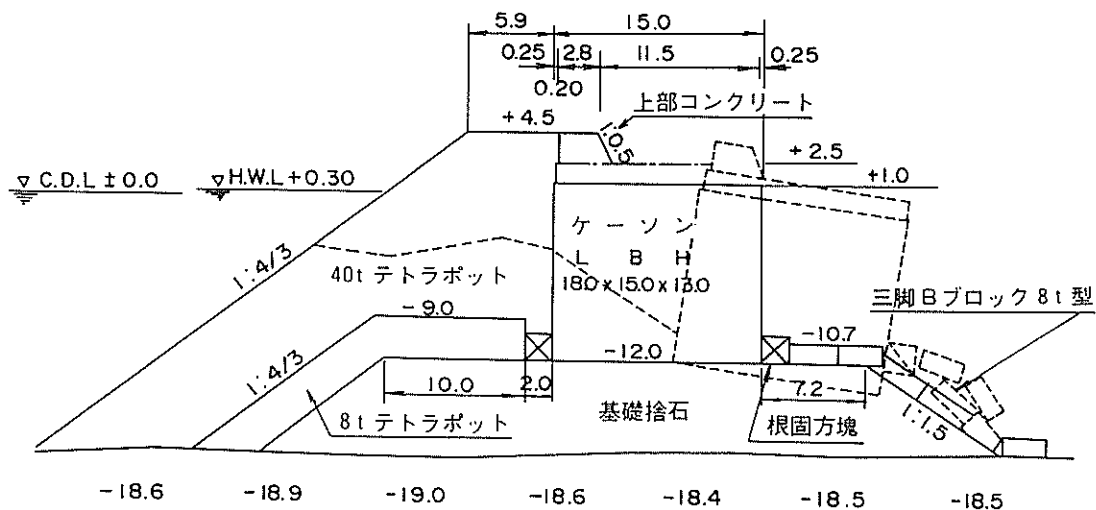 5.9 15.0
0.25 2.8 11.5 0.25
0.20
上部コンクリート
+4.5
1:0.5
+2.5
▽ C.D.L ±0.0 ▽ H.W.L +0.30 +1.0
ケーソン
L B H
18.0×15.0×13.0
1:4/3
40t テトラポット
三脚Bブロック8t型
-9.0
-10.7
-12.0
1:4/3
10.0 2.0 7.2
8t テトラポット 基礎捨石 根固方塊 1:1.5
-18.6 -18.9 -19.0 -18.6 -18.4 -18.5 -18.5